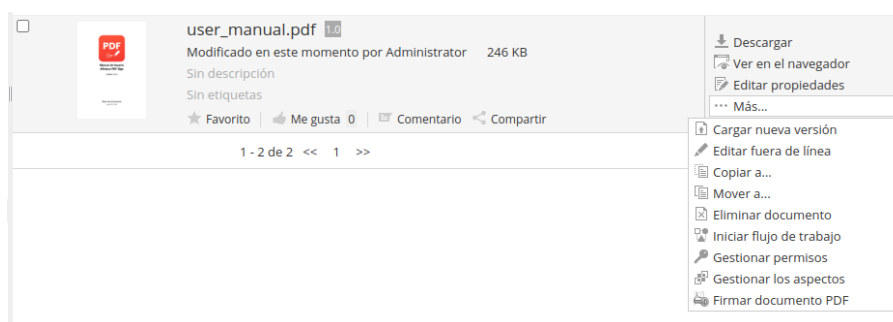 user_manual.pdf 1.0
Modificado en este momento por Administrator 246 KB
Sin descripción
Sin etiquetas
Favorito Me gusta 0 Comentario Compartir
1 - 2 de 2 << 1 >>
Descargar
Ver en el navegador
Editar propiedades
Más...
Cargar nueva versión
Editar fuera de línea
Copiar a...
Mover a...
Eliminar documento
Iniciar flujo de trabajo
Gestionar permisos
Gestionar los aspectos
Firmar documento PDF
PDF